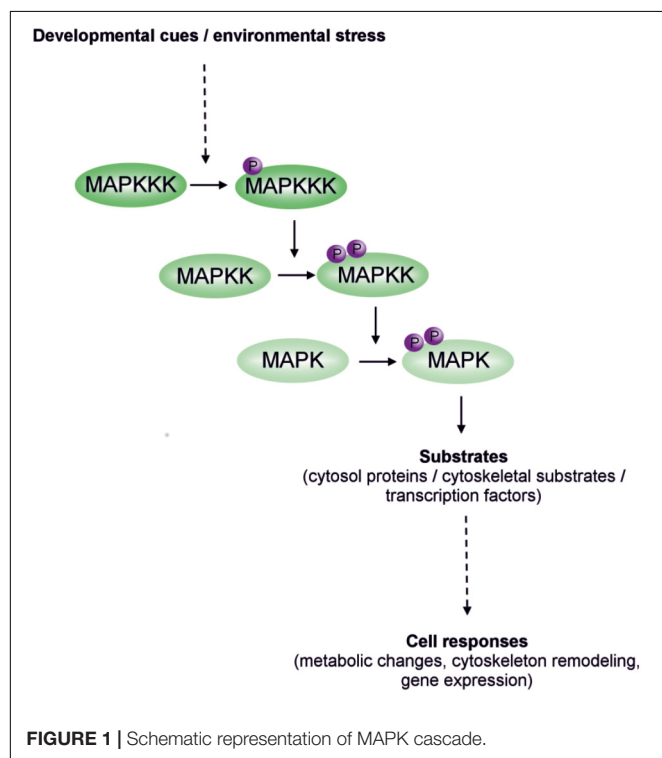 Developmental cues / environmental stress
P
MAPKKK MAPKKK
P P
MAPKK MAPKK
P P
MAPK MAPK
Substrates
(cytosol proteins / cytoskeletal substrates /
transcription factors)
Cell responses
(metabolic changes, cytoskeleton remodeling,
gene expression)
FIGURE 1 | Schematic representation of MAPK cascade.